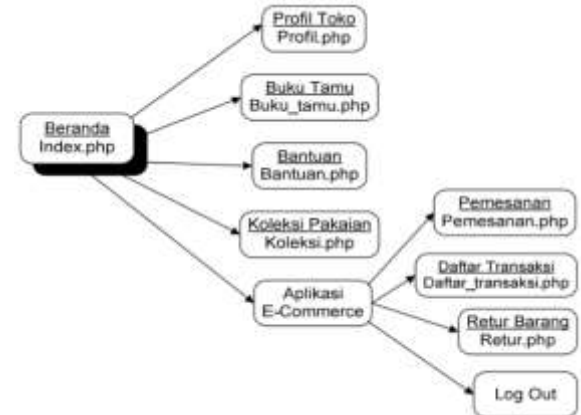 Profil Toko
Profil.php
Buku Tamu
Buku_tamu.php
Beranda
Index.php
Bantuan
Bantuan.php
Koleksi Pakaian
Koleksi.php
Aplikasi
E-Commerce
Pemesanan
Pemesanan.php
Daftar Transaksi
Daftar_transaksi.php
Retur Barang
Retur.php
Log Out